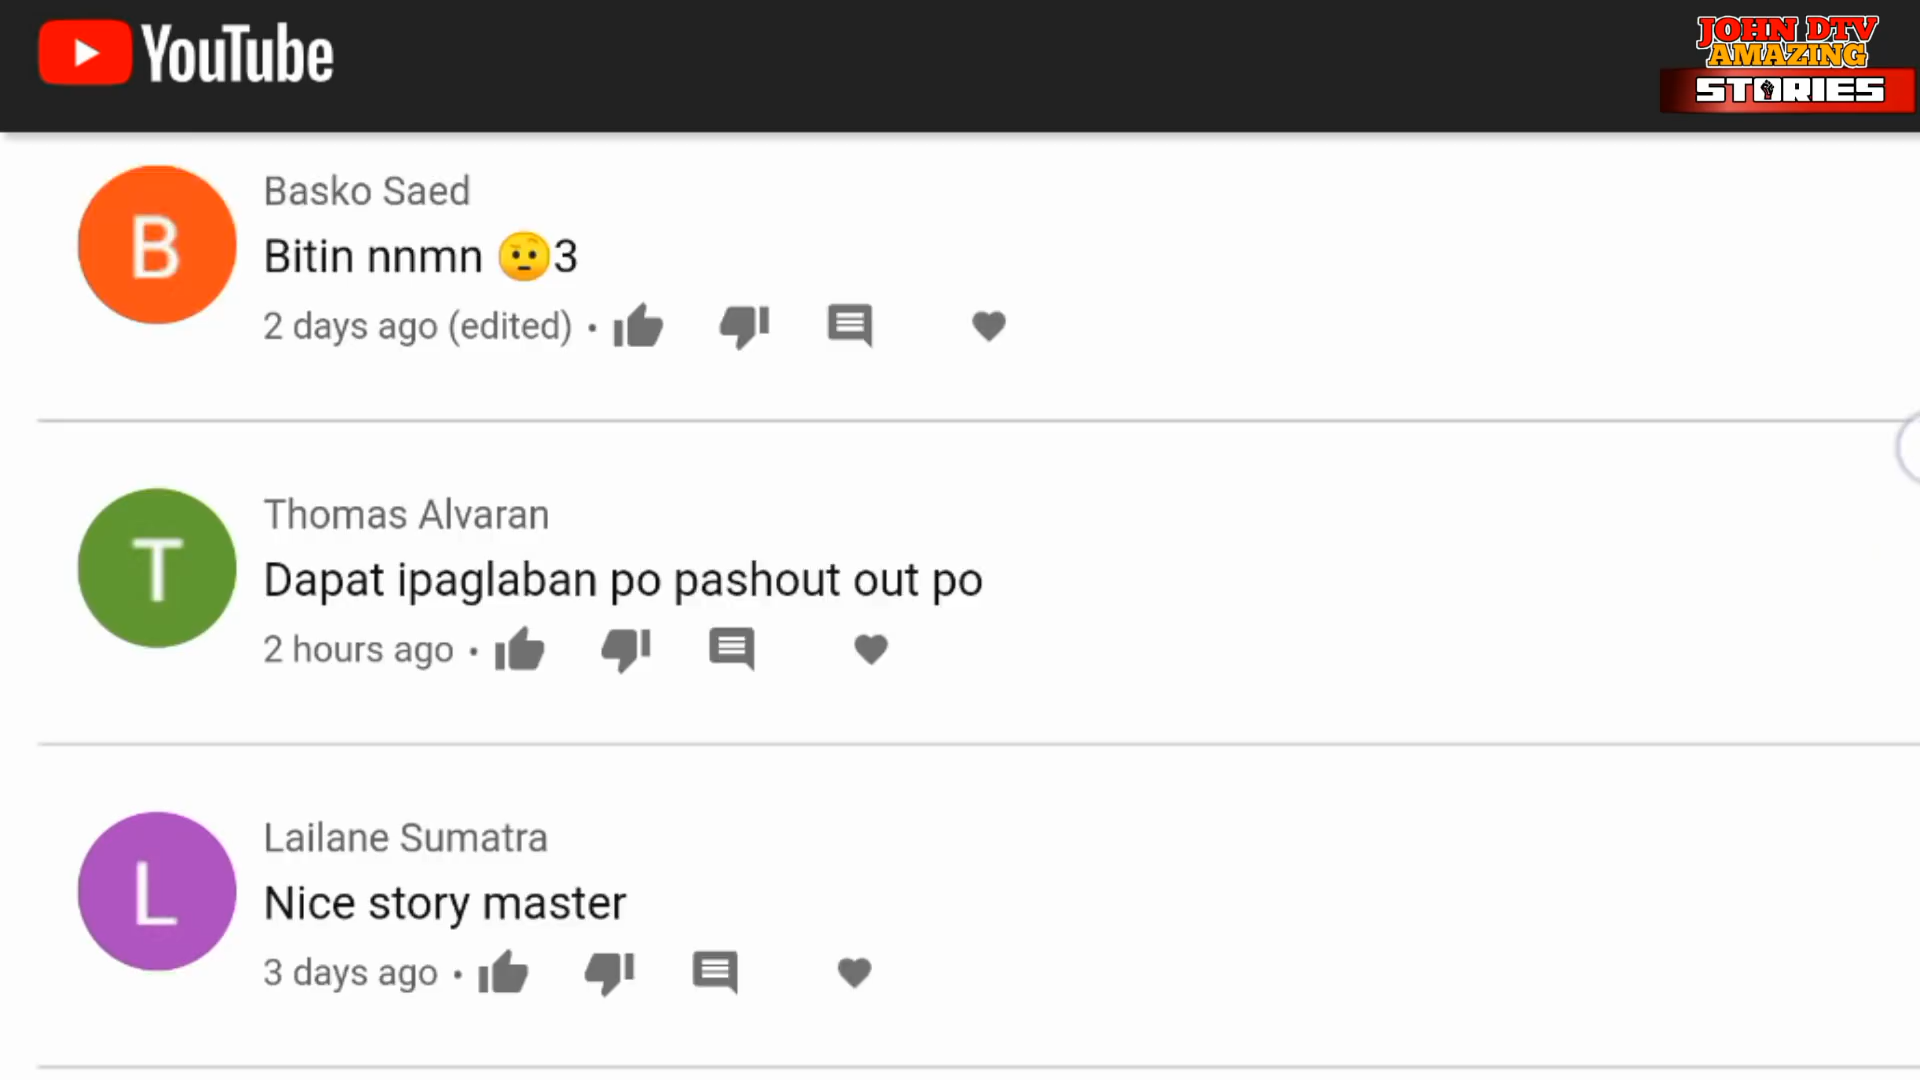 YouTube
JOHN DTV
AMAZING
STORIES
B
Basko Saed
Bitin nnmn 🤨3
2 days ago (edited) •
T
Thomas Alvaran
Dapat ipaglaban po pashout out po
2 hours ago •
L
Lailane Sumatra
Nice story master
3 days ago •